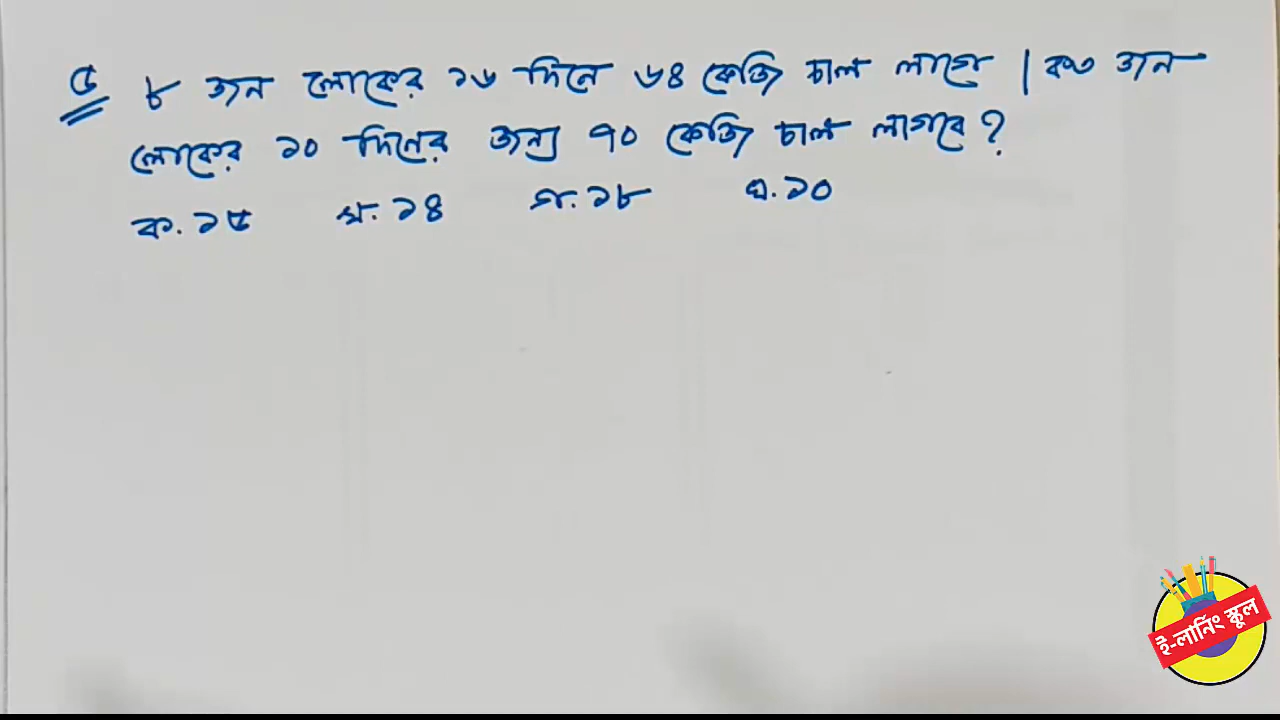 ৫ ৮ জন লোকের ১৬ দিনে ৬৪ কেজি চাল লাগে | কত জন
লোকের ১০ দিনের জন্য ৭০ কেজি চাল লাগবে?
ক. ১৫ খ. ১৪ গ. ১৮ ঘ. ১০
ই-লার্নিং স্কুল